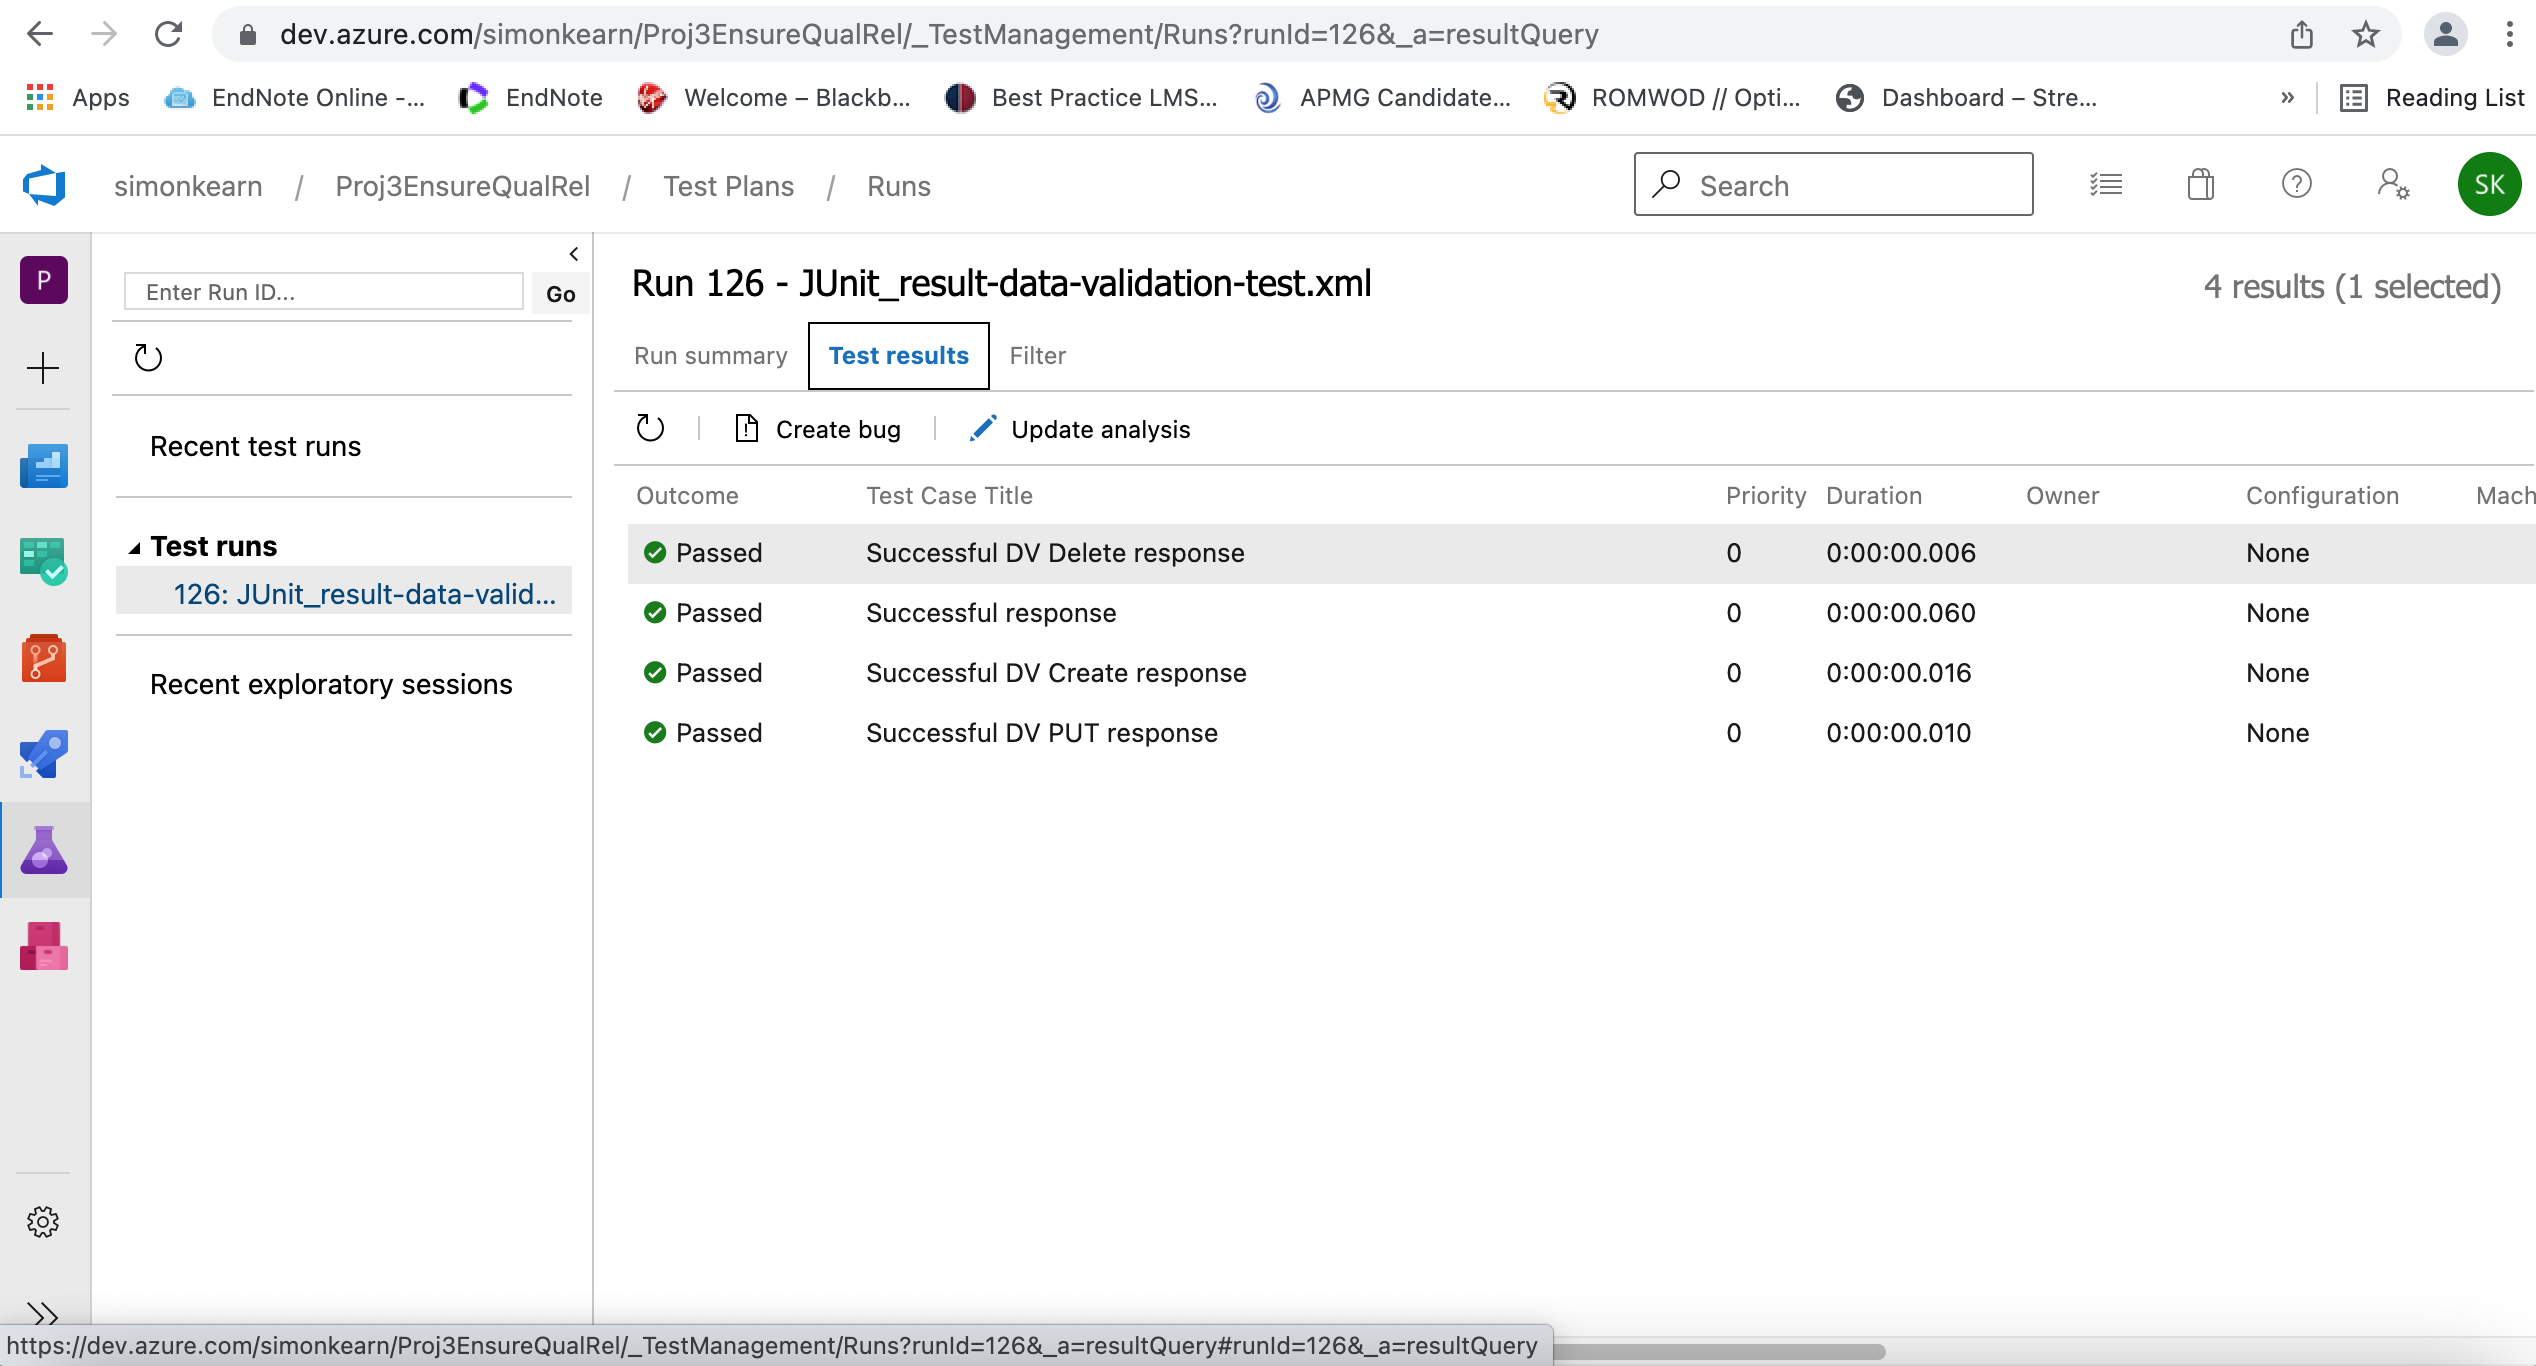 dev.azure.com/simonkearn/Proj3EnsureQualRel/_TestManagement/Runs?runId=126&_a=resultQuery
Apps EndNote Online -... EndNote Welcome – Blackb... Best Practice LMS... APMG Candidate... ROMWOD // Opti... Dashboard – Stre... » Reading List
simonkearn / Proj3EnsureQualRel / Test Plans / Runs Search SK
P
Enter Run ID... Go
Recent test runs
Test runs
126: JUnit_result-data-valid...
Recent exploratory sessions
Run 126 - JUnit_result-data-validation-test.xml 4 results (1 selected)
Run summary Test results Filter
Create bug Update analysis
Outcome Test Case Title Priority Duration Owner Configuration Mach
Passed Successful DV Delete response 0 0:00:00.006 None
Passed Successful response 0 0:00:00.060 None
Passed Successful DV Create response 0 0:00:00.016 None
Passed Successful DV PUT response 0 0:00:00.010 None
https://dev.azure.com/simonkearn/Proj3EnsureQualRel/_TestManagement/Runs?runId=126&_a=resultQuery#runId=126&_a=resultQuery